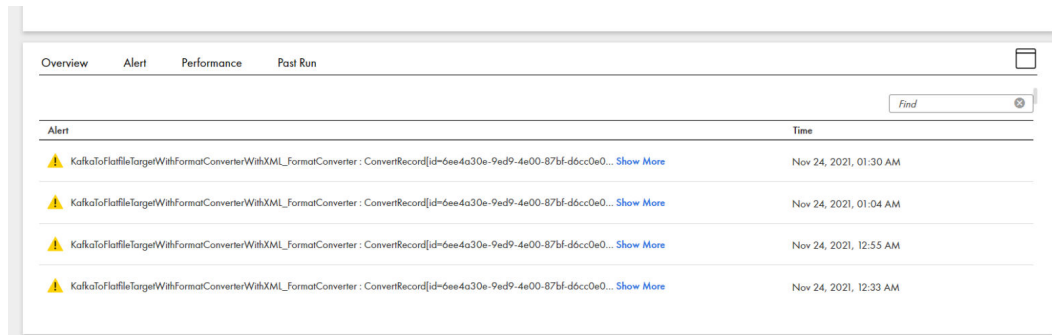 Overview Alert Performance Past Run
Find
Alert Time
KafkaToFlatfileTargetWithFormatConverterWithXML_FormatConverter : ConvertRecord[id=6ee4a30e-9ed9-4e00-87bf-d6cc0e0... Show More Nov 24, 2021, 01:30 AM
KafkaToFlatfileTargetWithFormatConverterWithXML_FormatConverter : ConvertRecord[id=6ee4a30e-9ed9-4e00-87bf-d6cc0e0... Show More Nov 24, 2021, 01:04 AM
KafkaToFlatfileTargetWithFormatConverterWithXML_FormatConverter : ConvertRecord[id=6ee4a30e-9ed9-4e00-87bf-d6cc0e0... Show More Nov 24, 2021, 12:55 AM
KafkaToFlatfileTargetWithFormatConverterWithXML_FormatConverter : ConvertRecord[id=6ee4a30e-9ed9-4e00-87bf-d6cc0e0... Show More Nov 24, 2021, 12:33 AM